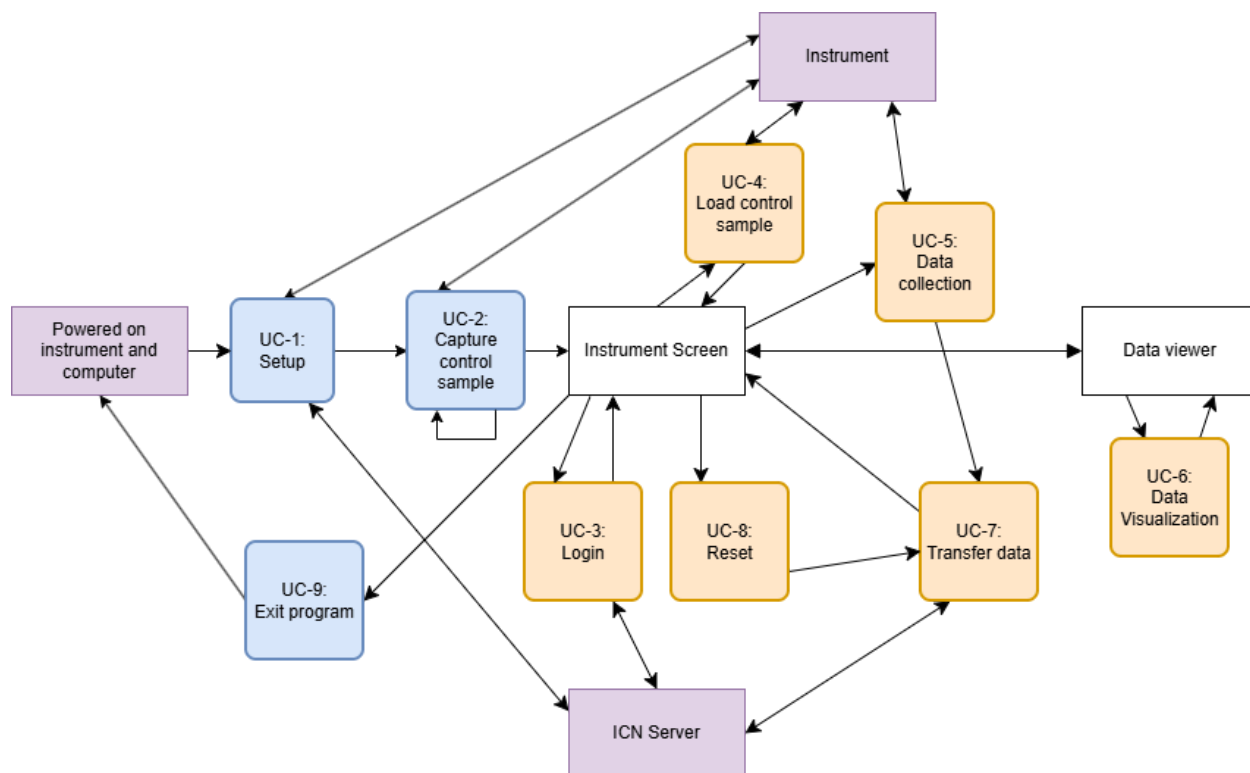 Instrument
UC-4:
Load control
sample
UC-5:
Data
collection
Powered on
instrument and
computer
UC-1:
Setup
UC-2:
Capture
control
sample
Instrument Screen
Data viewer
UC-3:
Login
UC-8:
Reset
UC-7:
Transfer data
UC-6:
Data
Visualization
UC-9:
Exit program
ICN Server